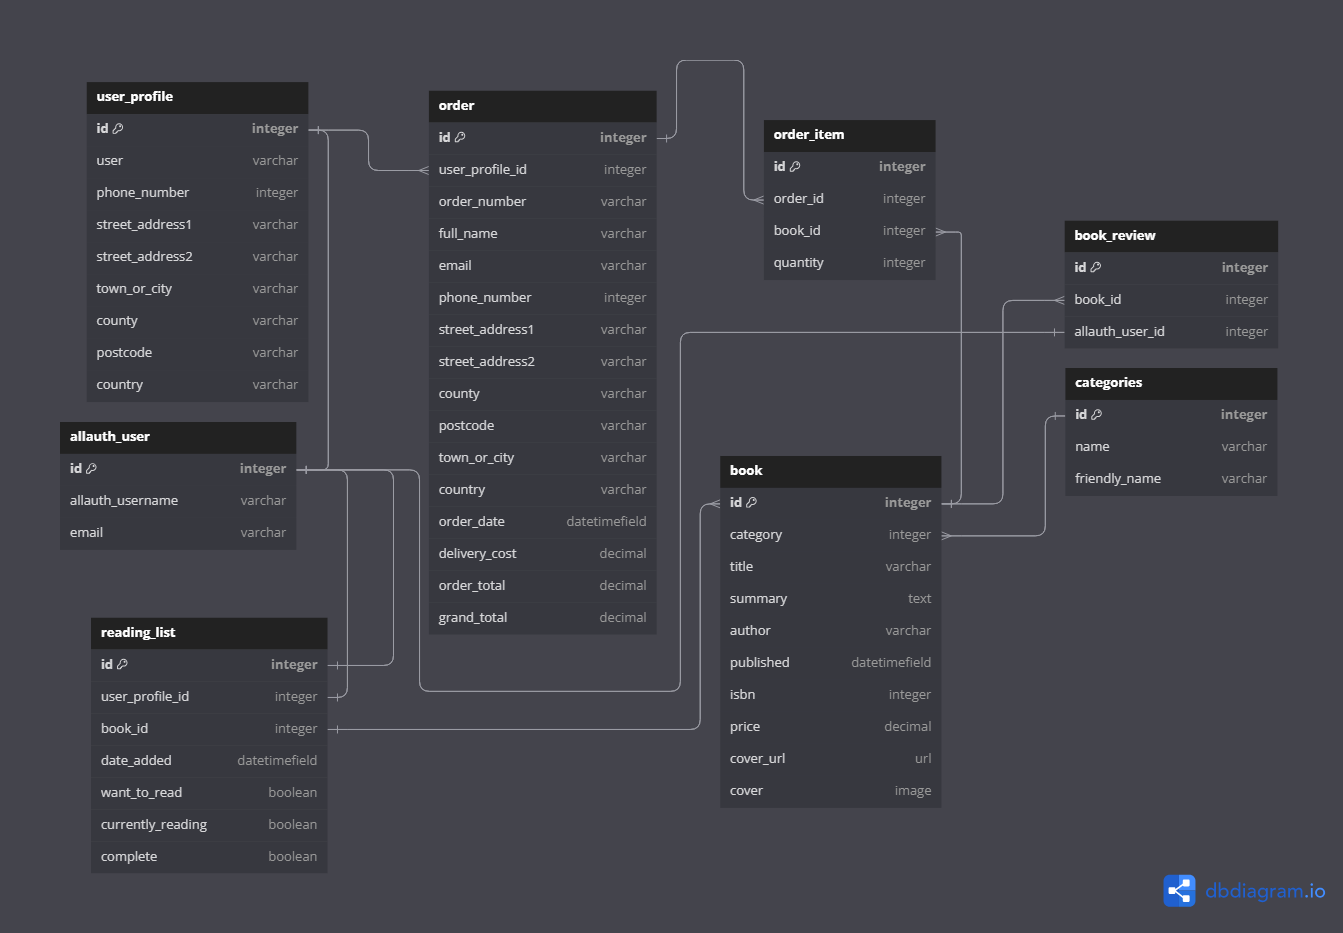 user_profile
id integer
user varchar
phone_number integer
street_address1 varchar
street_address2 varchar
town_or_city varchar
county varchar
postcode varchar
country varchar
allauth_user
id integer
allauth_username varchar
email varchar
reading_list
id integer
user_profile_id integer
book_id integer
date_added datetimefield
want_to_read boolean
currently_reading boolean
complete boolean
order
id integer
user_profile_id integer
order_number varchar
full_name varchar
email varchar
phone_number integer
street_address1 varchar
street_address2 varchar
county varchar
postcode varchar
town_or_city varchar
country varchar
order_date datetimefield
delivery_cost decimal
order_total decimal
grand_total decimal
order_item
id integer
order_id integer
book_id integer
quantity integer
book
id integer
category integer
title varchar
summary text
author varchar
published datetimefield
isbn integer
price decimal
cover_url url
cover image
book_review
id integer
book_id integer
allauth_user_id integer
categories
id integer
name varchar
friendly_name varchar
dbdiagram.io